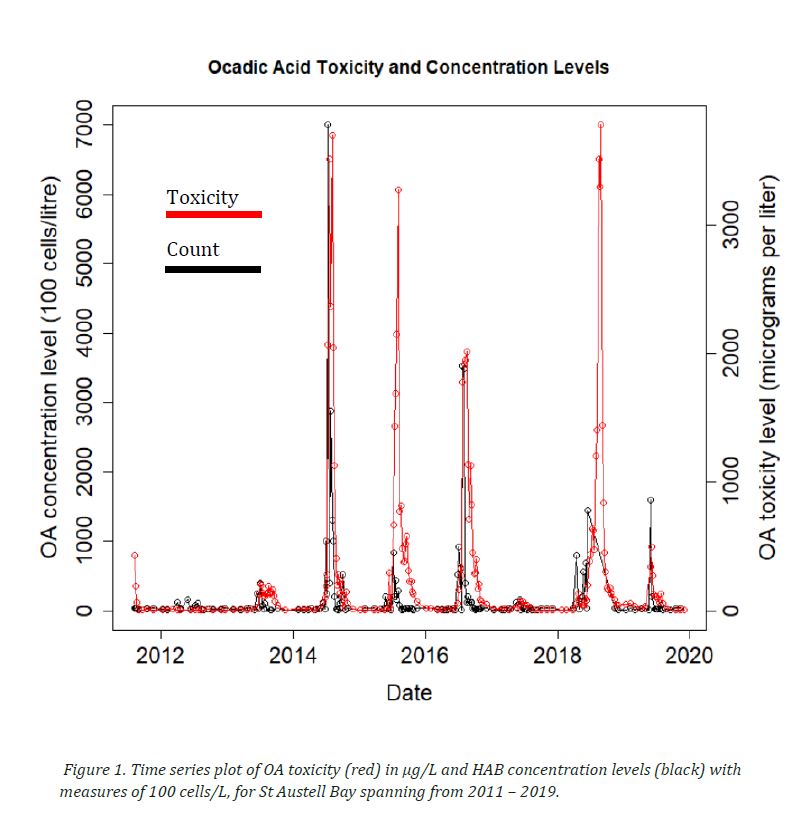 Ocadic Acid Toxicity and Concentration Levels
OA concentration level (100 cells/litre)
7000
6000
5000
4000
3000
2000
1000
0
Toxicity
Count
3000
2000
1000
0
OA toxicity level (micrograms per liter)
2012 2014 2016 2018 2020
Date
Figure 1. Time series plot of OA toxicity (red) in μg/L and HAB concentration levels (black) with
measures of 100 cells/L, for St Austell Bay spanning from 2011 – 2019.